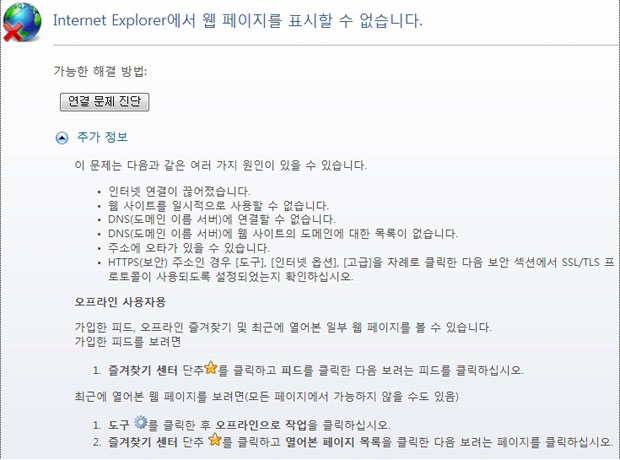 Internet Explorer에서 웹 페이지를 표시할 수 없습니다.
가능한 해결 방법:
연결 문제 진단
추가 정보
이 문제는 다음과 같은 여러 가지 원인이 있을 수 있습니다.
• 인터넷 연결이 끊어졌습니다.
• 웹 사이트를 일시적으로 사용할 수 없습니다.
• DNS(도메인 이름 서버)에 연결할 수 없습니다.
• DNS(도메인 이름 서버)에 웹 사이트의 도메인에 대한 목록이 없습니다.
• 주소에 오타가 있을 수 있습니다.
• HTTPS(보안) 주소인 경우 [도구], [인터넷 옵션], [고급]을 차례로 클릭한 다음 보안 섹션에서 SSL/TLS 프
로토콜이 사용되도록 설정되었는지 확인하십시오.
오프라인 사용자용
가입한 피드, 오프라인 즐겨찾기 및 최근에 열어본 일부 웹 페이지를 볼 수 있습니다.
가입한 피드를 보려면
1. 즐겨찾기 센터 단추를 클릭하고 피드를 클릭한 다음 보려는 피드를 클릭하십시오.
최근에 열어본 웹 페이지를 보려면(모든 페이지에서 가능하지 않을 수도 있음)
1. 도구 를 클릭한 후 오프라인으로 작업을 클릭하십시오.
2. 즐겨찾기 센터 단추 를 클릭하고 열어본 페이지 목록을 클릭한 다음 보려는 페이지를 클릭하십시오.